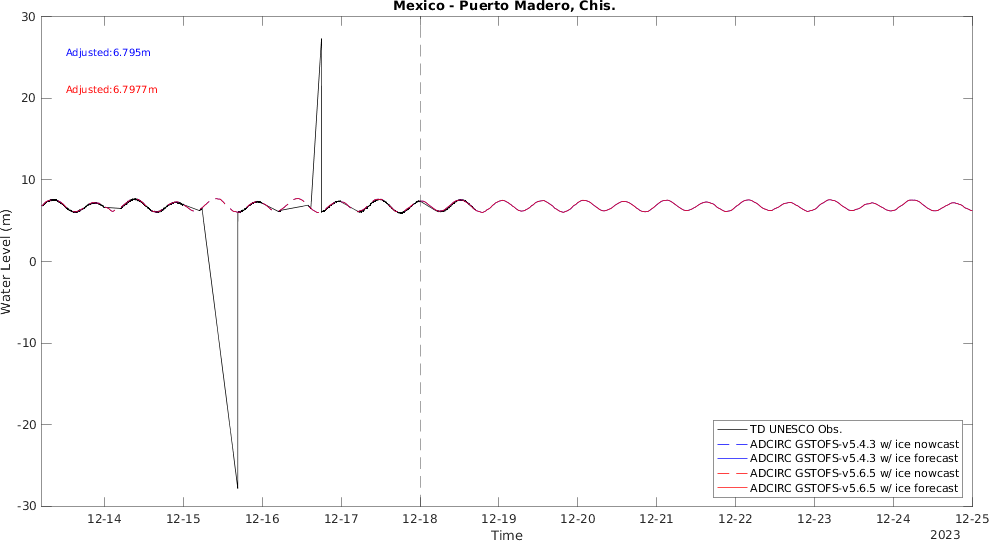 Mexico - Puerto Madero, Chis.
30
20
10
0
-10
-20
-30
Water Level (m)
Adjusted:6.795m
Adjusted:6.7977m
TD UNESCO Obs.
ADCIRC GSTOFS-v5.4.3 w/ ice nowcast
ADCIRC GSTOFS-v5.4.3 w/ ice forecast
ADCIRC GSTOFS-v5.6.5 w/ ice nowcast
ADCIRC GSTOFS-v5.6.5 w/ ice forecast
12-14 12-15 12-16 12-17 12-18 12-19 12-20 12-21 12-22 12-23 12-24 12-25
Time
2023